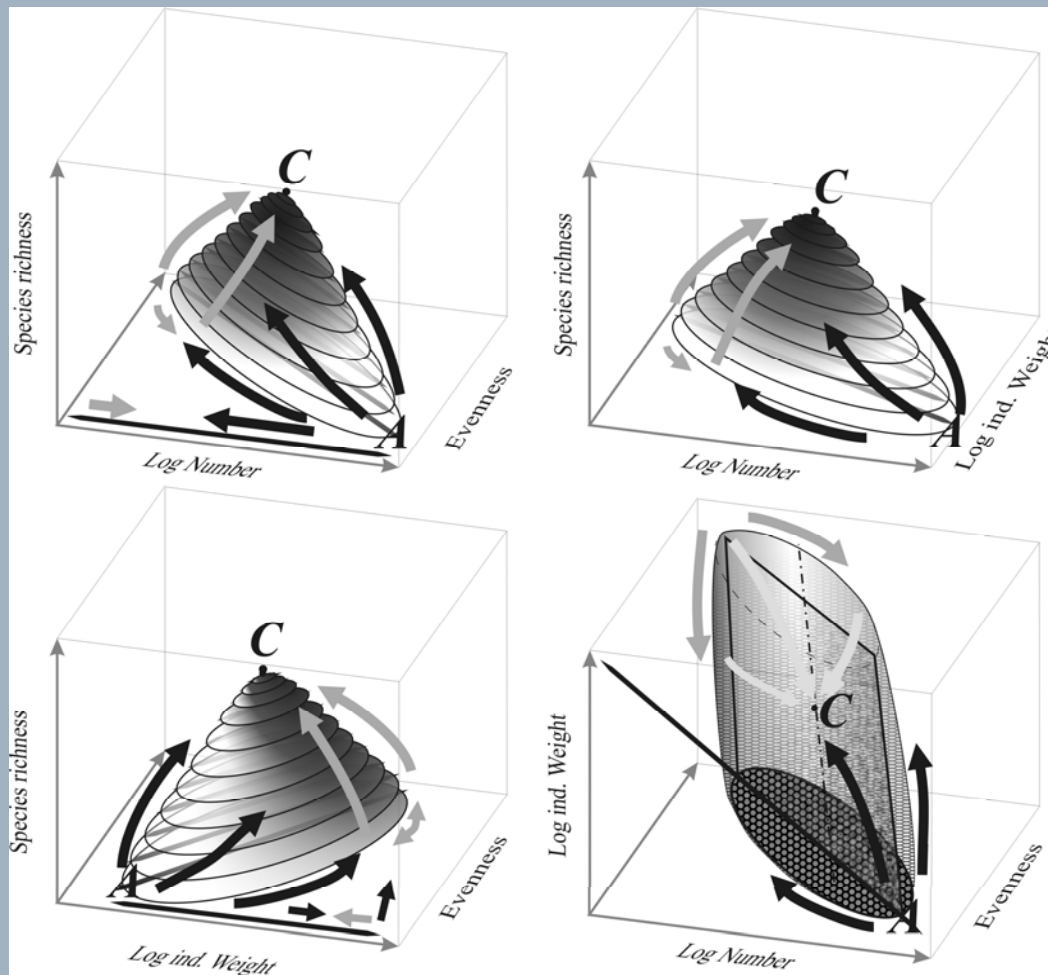 C
A
Species richness
Log Number
Evenness
C
A
Species richness
Log Number
Log ind. Weight
C
A
Species richness
Log ind. Weight
Evenness
C
A
Log ind. Weight
Log Number
Evenness